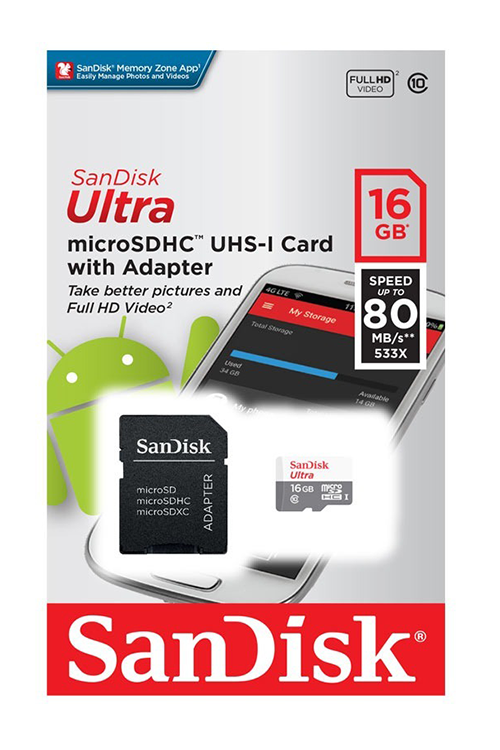 SanDisk® Memory Zone App¹
Easily Manage Photos and Videos
FULL HD
VIDEO
2
10
SanDisk
Ultra
microSDHC™ UHS-I Card
with Adapter
Take better pictures and
Full HD Video²
16
GB*
SPEED
UP TO
80
MB/s**
533X
4G LTE
My Storage
Total Storage
Used
34 GB
Available
14 GB
SanDisk
microSD
microSDHC
microSDXC
ADAPTER
SanDisk
Ultra
16GB
10
micro
HC I
SanDisk®